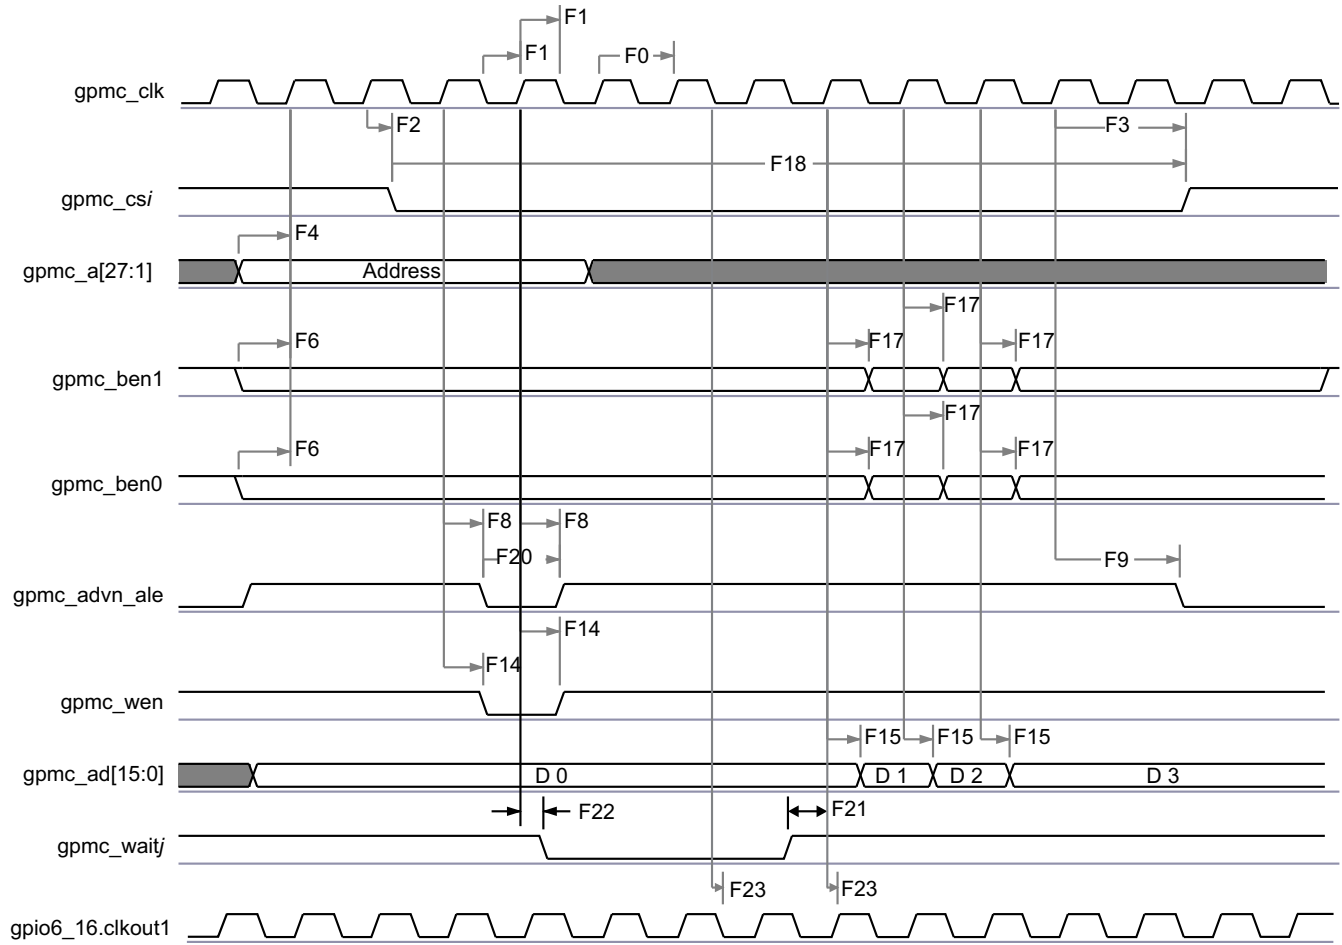 F1
F1
F0
gpmc_clk
F2
F3
F18
gpmc_csi
F4
gpmc_a[27:1]
Address
F17
F6
F17
F17
gpmc_ben1
F17
F6
F17
F17
gpmc_ben0
F8
F8
F20
F9
gpmc_advn_ale
F14
F14
gpmc_wen
F15
F15
F15
gpmc_ad[15:0]
D 0
D 1
D 2
D 3
F22
F21
gpmc_waitj
F23
F23
gpio6_16.clkout1